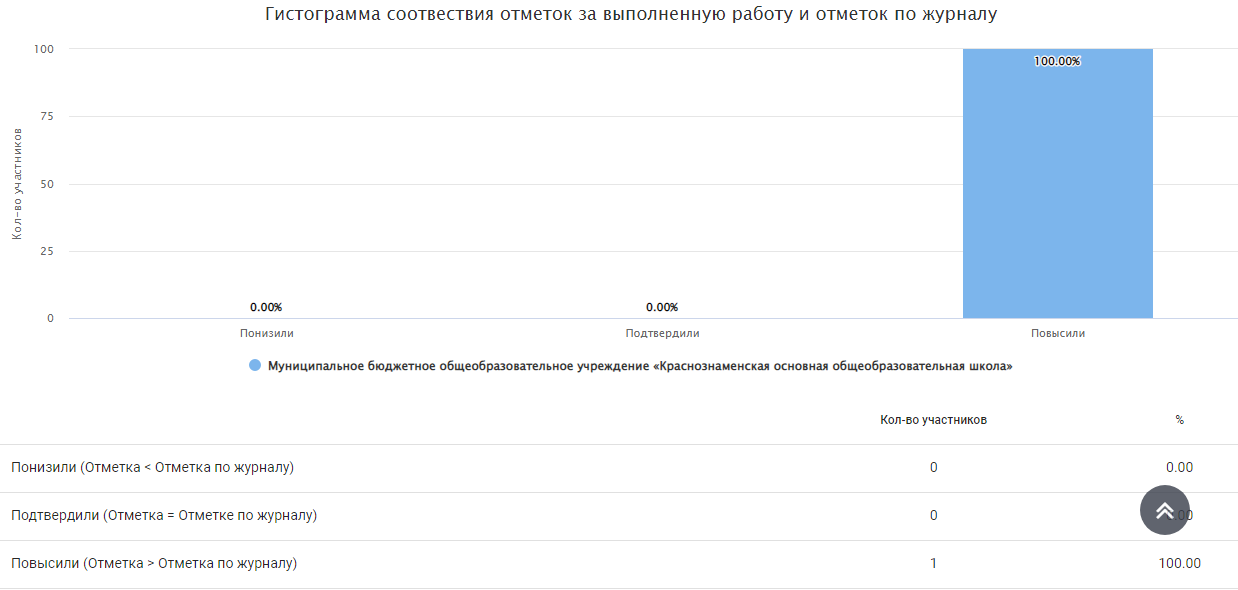 Гистограмма соотвествия отметок за выполненную работу и отметок по журналу
100
75
50
25
0
Кол-во участников
0.00%
0.00%
100.00%
Понизили
Подтвердили
Повысили
Муниципальное бюджетное общеобразовательное учреждение «Краснознаменская основная общеобразовательная школа»
Кол-во участников %
Понизили (Отметка < Отметка по журналу) 0 0.00
Подтвердили (Отметка = Отметке по журналу) 0
Повысили (Отметка > Отметка по журналу) 1 100.00